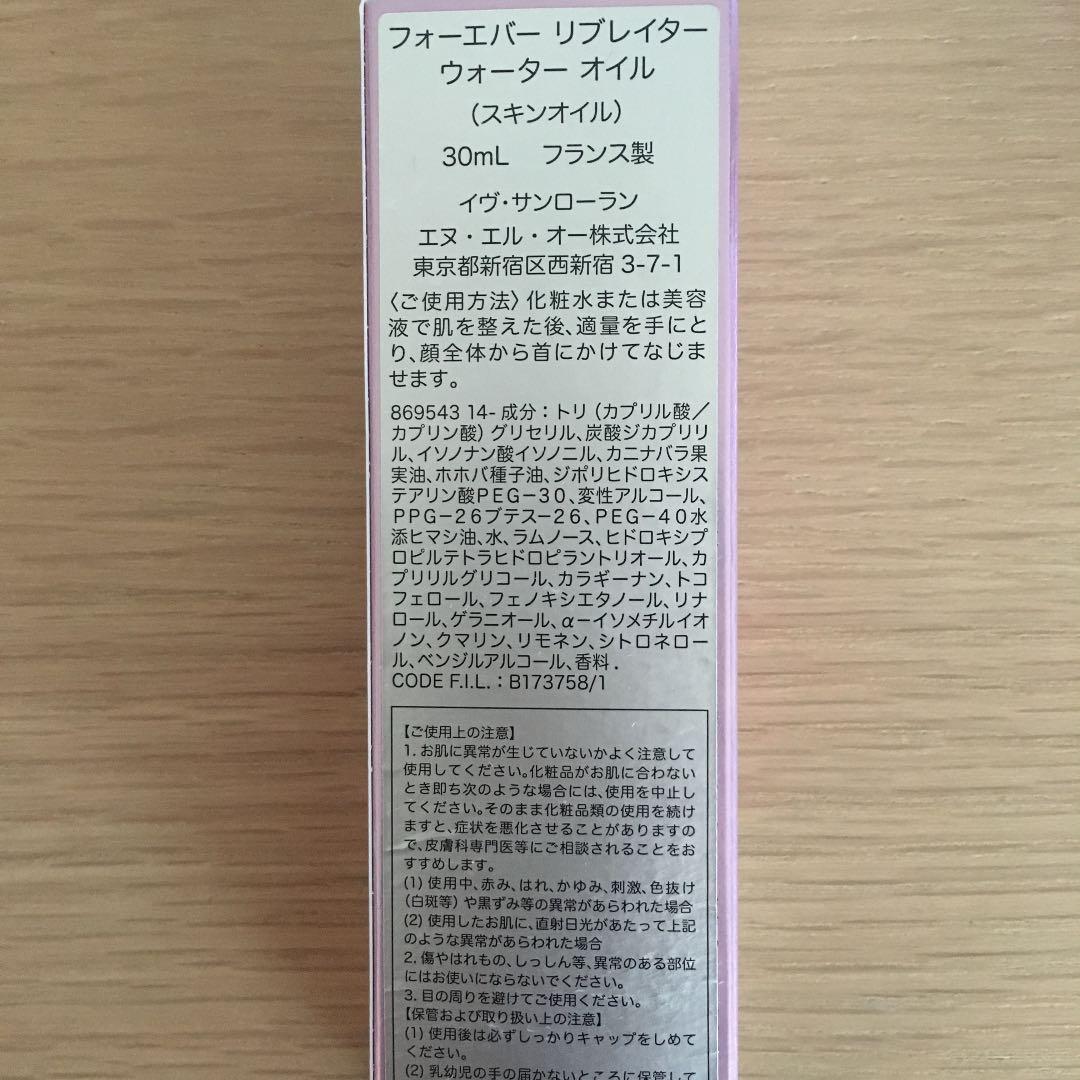 フォーエバー リブレイター
ウォーター オイル
(スキンオイル)
30mL フランス製
イヴ・サンローラン
エヌ・エル・オー株式会社
東京都新宿区西新宿 3-7-1
〈ご使用方法〉化粧水または美容
液で肌を整えた後、適量を手にと
り、顔全体から首にかけてなじま
せます。
869543 14- 成分：トリ（カプリル酸／
カプリン酸）グリセリル、炭酸ジカプリリ
ル、イソノナン酸イソノニル、カニナバラ果
実油、ホホバ種子油、ジポリヒドロキシス
テアリン酸PEG－30、変性アルコール、
PPG－26ブテス－26、PEG－40水
添ヒマシ油、水、ラムノース、ヒドロキシプ
ロピルテトラヒドロピラントリオール、カ
プリリルグリコール、カラギーナン、トコ
フェロール、フェノキシエタノール、リナ
ロール、ゲラニオール、α－イソメチルイオ
ノン、クマリン、リモネン、シトロネロー
ル、ベンジルアルコール、香料 .
CODE F.I.L. : B173758/1
【ご使用上の注意】
1. お肌に異常が生じていないかよく注意して
使用してください。化粧品がお肌に合わない
とき即ち次のような場合には、使用を中止し
てください。そのまま化粧品類の使用を続け
ますと、症状を悪化させることがありますの
で、皮膚科専門医等にご相談されることをお
すすめします。
(1) 使用中、赤み、はれ、かゆみ、刺激、色抜け
（白斑等）や黒ずみ等の異常があらわれた場合
(2) 使用したお肌に、直射日光があたって上記
のような異常があらわれた場合
2. 傷やはれもの、しっしん等、異常のある部位
にはお使いにならないでください。
3. 目の周りを避けてご使用ください。
【保管および取り扱い上の注意】
(1) 使用後は必ずしっかりキャップをしめて
ください。
(2) 乳幼児の手の届かないところに保管して